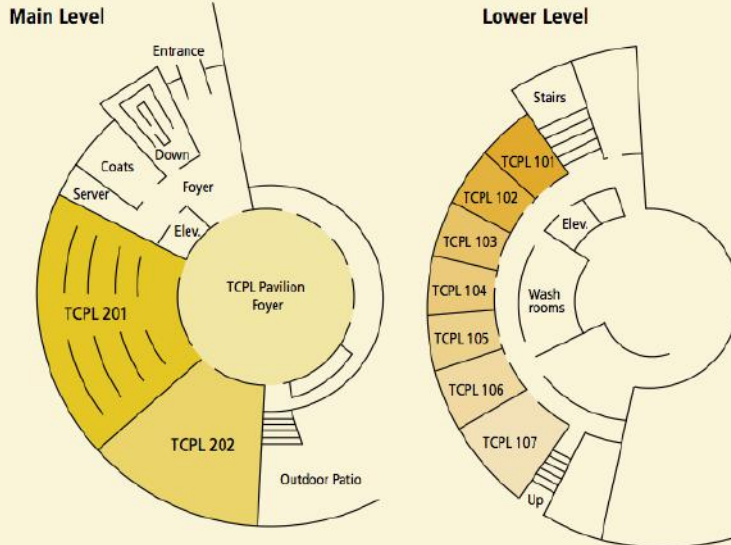 Main Level
Entrance
Down
Coats
Server
Foyer
Elev.
TCPL Pavilion
Foyer
TCPL 201
TCPL 202
Outdoor Patio
Lower Level
Stairs
TCPL 101
TCPL 102
TCPL 103
TCPL 104
TCPL 105
TCPL 106
TCPL 107
Elev.
Wash
rooms
Up